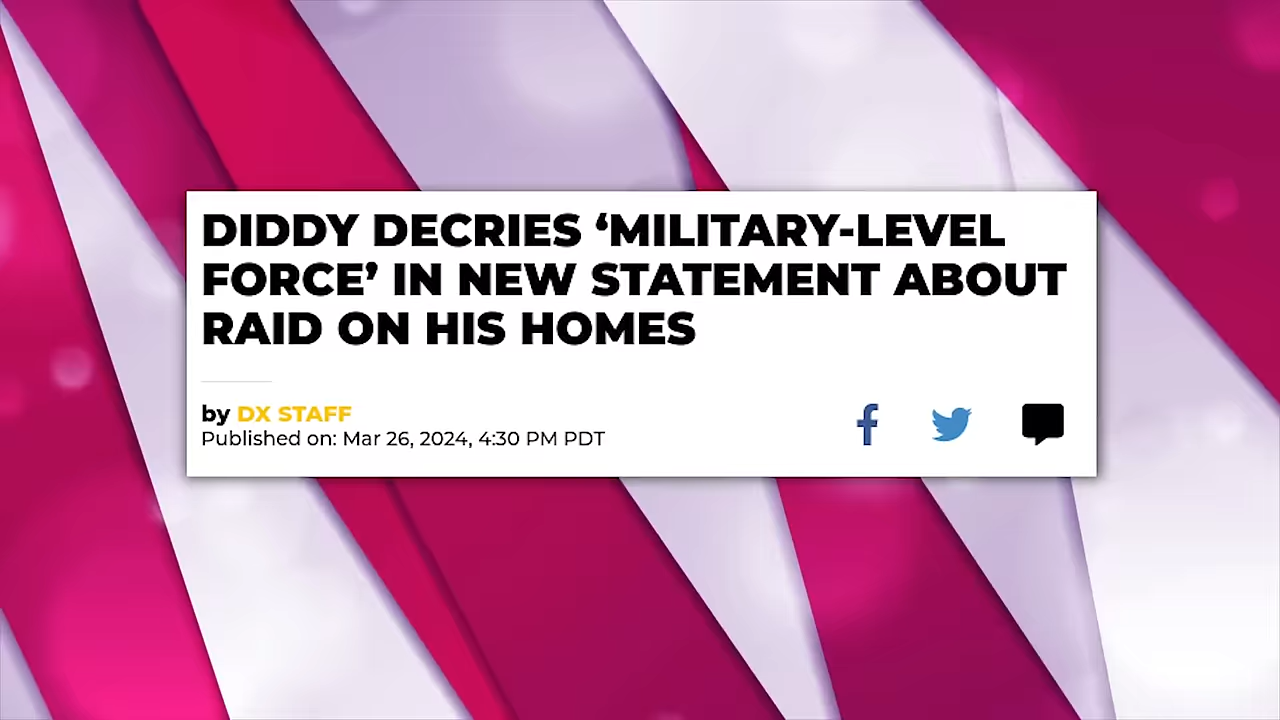 DIDDY DECRIES ‘MILITARY-LEVEL
FORCE’ IN NEW STATEMENT ABOUT
RAID ON HIS HOMES
by DX STAFF
Published on: Mar 26, 2024, 4:30 PM PDT